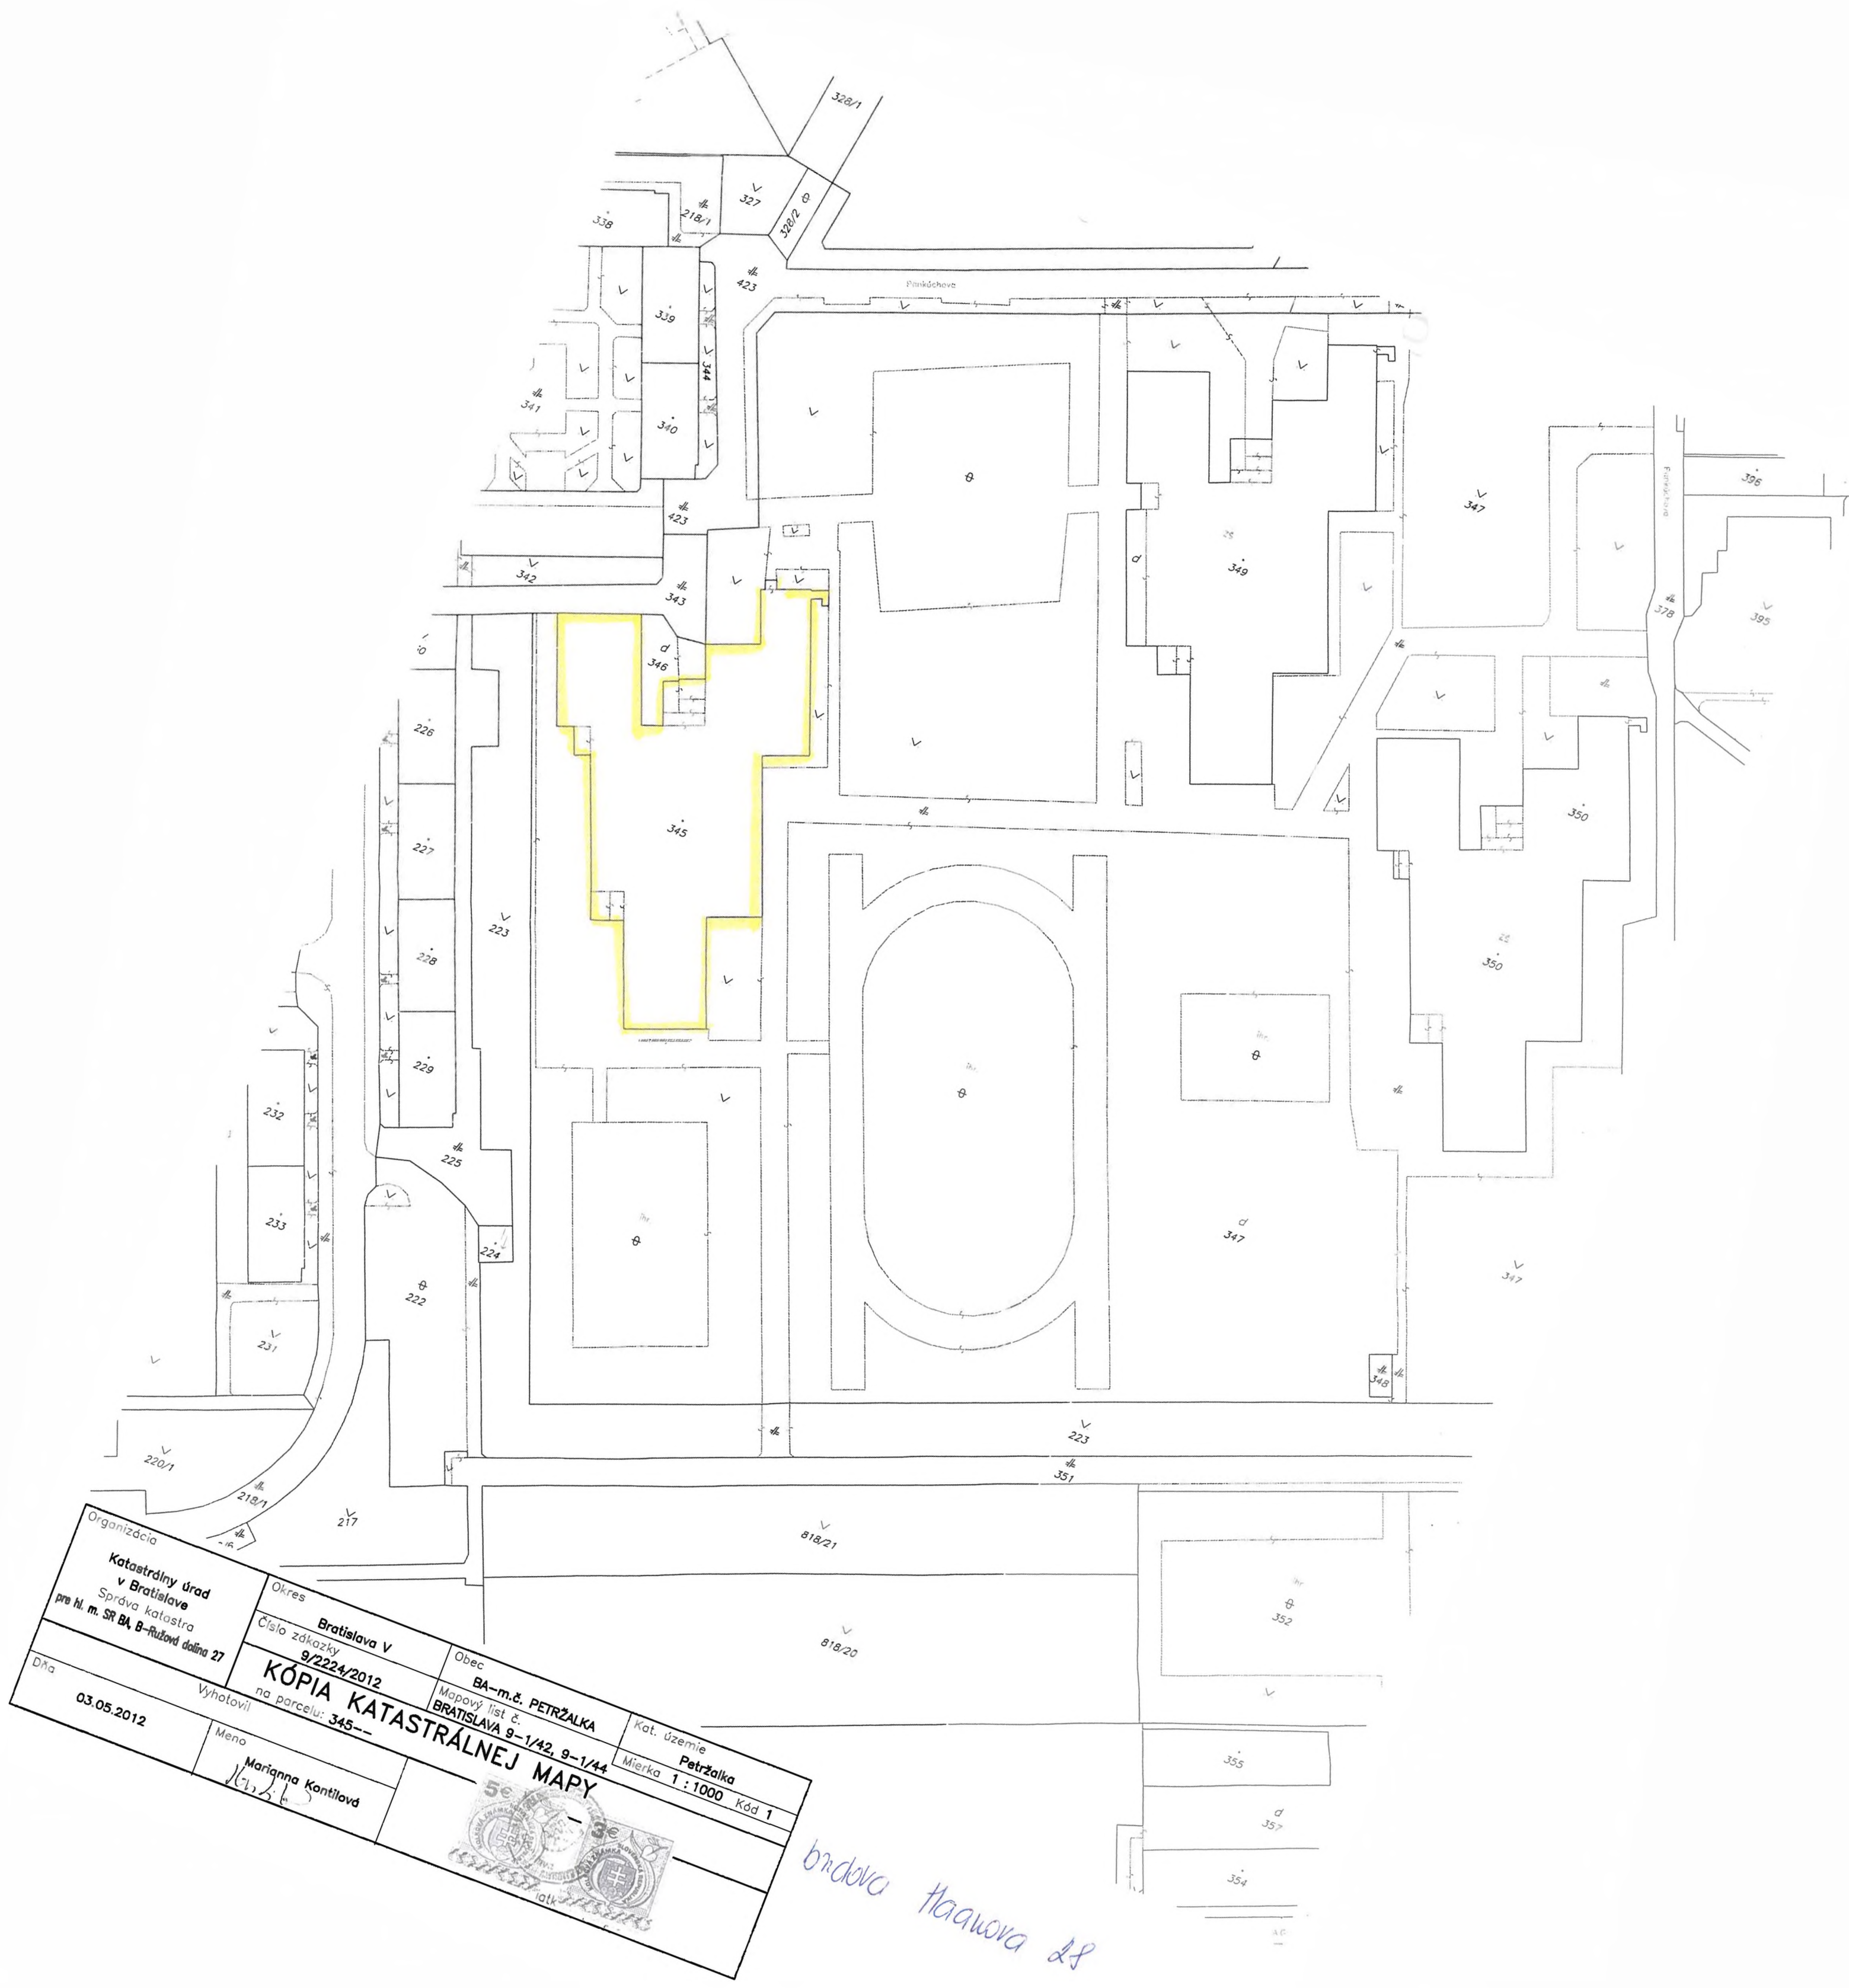 328/1
327
328/2
218/1
338
423
Pankúchova
339
344
341
340
423
347
396
342
343
349
378
395
346
226
345
350
227
223
228
350
229
232
225
233
224
222
347
347
231
348
220/1
223
351
218/1
217
818/21
352
818/20
355
357
354
Organizácia
Katastrálny úrad
v Bratislave
Správa katastra
pre hl. m. SR BA, B-Ružová dolina 27
Okres
Bratislava V
Číslo zákazky
9/2224/2012
Obec
BA-m.č. PETRŽALKA
Mapový list č.
BRATISLAVA 9-1/42, 9-1/44
Kat. územie
Petržalka
Mierka 1 : 1000 Kód 1
KÓPIA KATASTRÁLNEJ MAPY
na parcelu: 345--
Vyhotovil
Dňa
03.05.2012
Meno
Marianna Kontilová
5€
3€